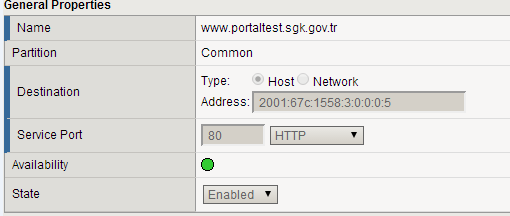 General Properties
Name www.portaltest.sgk.gov.tr
Partition Common
Destination Type: Host Network
Address: 2001:67c:1558:3:0:0:0:5
Service Port 80 HTTP
Availability
State Enabled